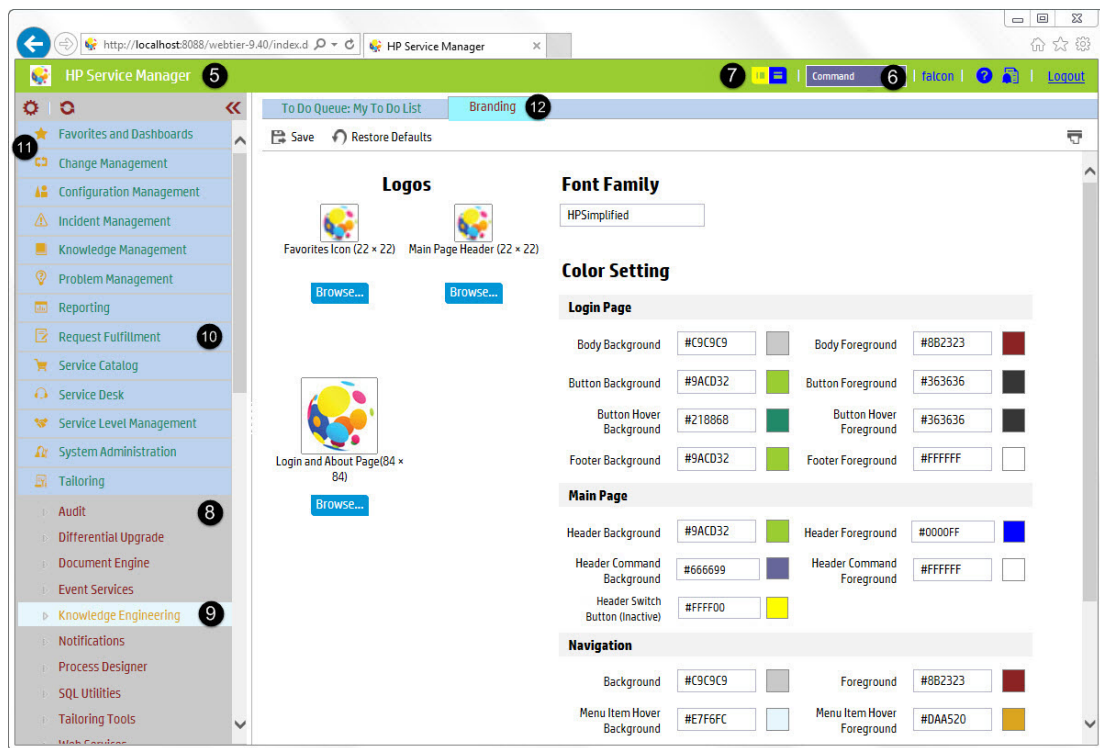 http://localhost:8088/webtier-9.40/index.d
HP Service Manager
HP Service Manager 5
7 Command 6 falcon ? Logout
To Do Queue: My To Do List Branding 12
Save Restore Defaults
11
Favorites and Dashboards
Change Management
Configuration Management
Incident Management
Knowledge Management
Problem Management
Reporting
Request Fulfillment 10
Service Catalog
Service Desk
Service Level Management
System Administration
Tailoring
Audit 8
Differential Upgrade
Document Engine
Event Services
Knowledge Engineering 9
Notifications
Process Designer
SQL Utilities
Tailoring Tools
Web Services
Logos
Favorites Icon (22 × 22) Main Page Header (22 × 22)
Browse... Browse...
Login and About Page(84 ×
84)
Browse...
Font Family
HPSimplified
Color Setting
Login Page
Body Background #C9C9C9 Body Foreground #8B2323
Button Background #9ACD32 Button Foreground #363636
Button Hover
Background #218868 Button Hover
Foreground #363636
Footer Background #9ACD32 Footer Foreground #FFFFFF
Main Page
Header Background #9ACD32 Header Foreground #0000FF
Header Command
Background #666699 Header Command
Foreground #FFFFFF
Header Switch
Button (Inactive) #FFFF00
Navigation
Background #C9C9C9 Foreground #8B2323
Menu Item Hover
Background #E7F6FC Menu Item Hover
Foreground #DAA520